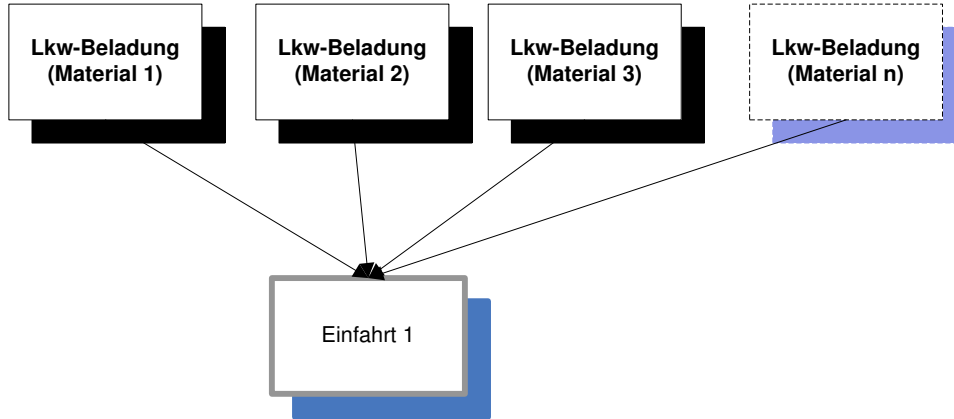 Lkw-Beladung
(Material 1)
Lkw-Beladung
(Material 2)
Lkw-Beladung
(Material 3)
Lkw-Beladung
(Material n)
Einfahrt 1